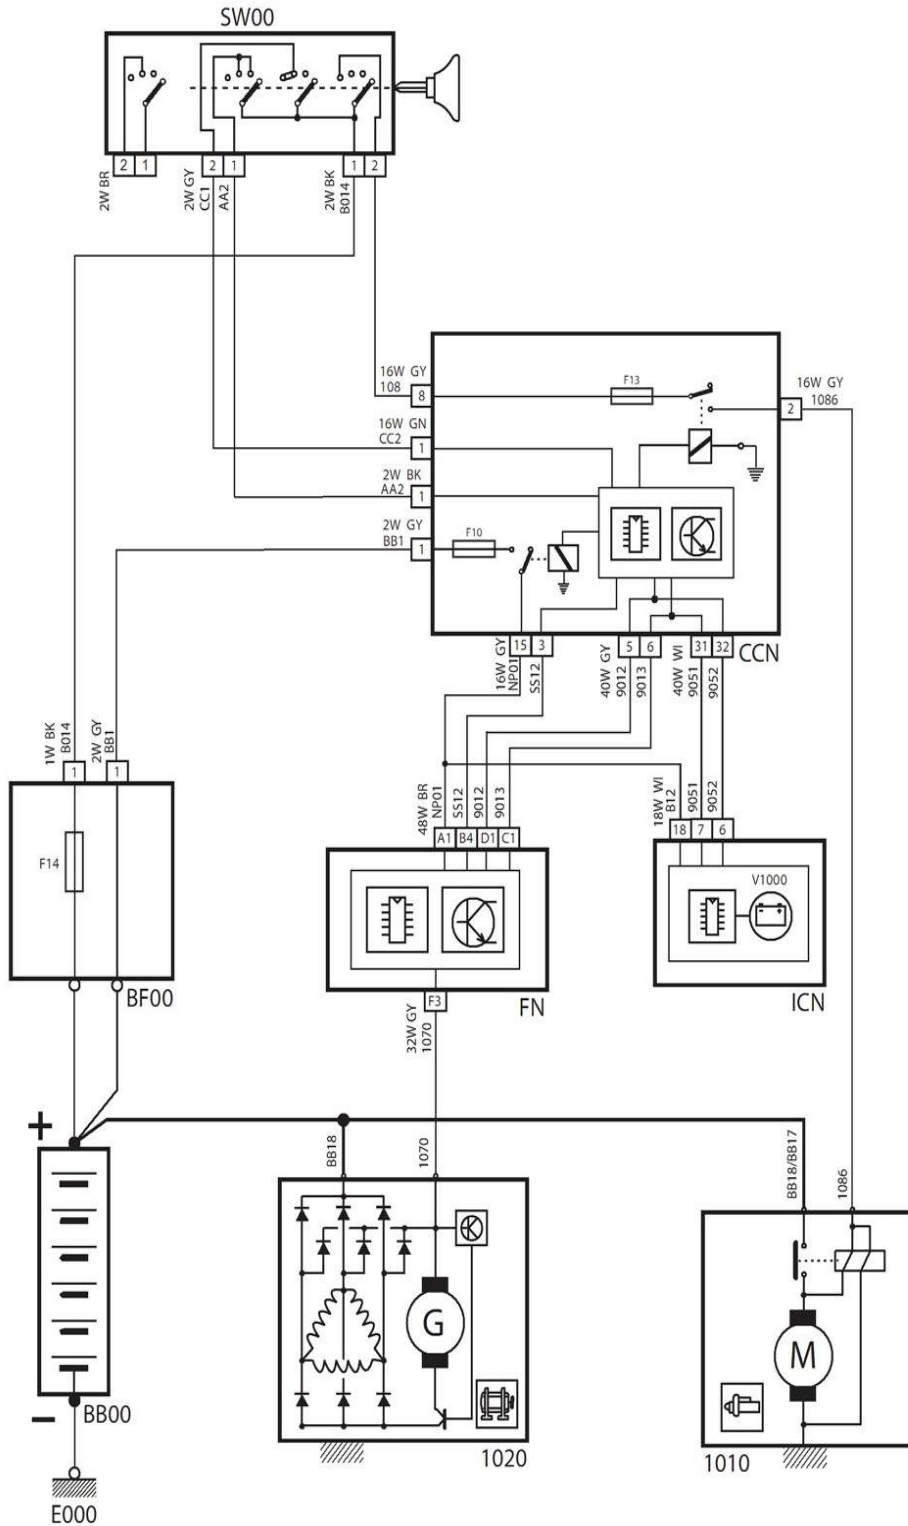 SW00
2 1 2 1 1 2
2W BR
2W GY
CC1
AA2
2W BK
B014
16W GY
108
8
F13
16W GY
1086
2
16W GN
CC2
1
2W BK
AA2
1
2W GY
BB1
1
F10
15 3 5 6 31 32
CCN
16W GY
NP01
SS12
40W GY
9012
9013
40W WI
9051
9052
1W BK
B014
2W GY
BB1
1 1
48W BR
NP01
SS12
9012
9013
18W WI
B12
9051
9052
A1 B4 D1 C1
18 7 6
F14
V1000
BF00
F3
FN
ICN
32W GY
1070
+
BB18
1070
BB18/BB17
1086
G
M
− BB00
1020
1010
E000